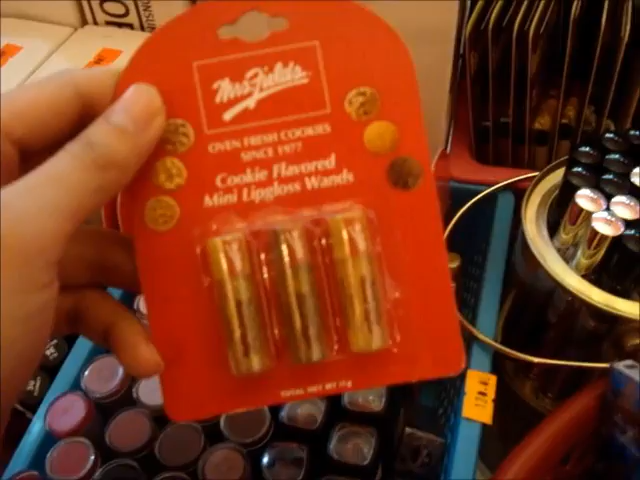 Mrs. Fields
OVEN FRESH COOKIES
SINCE 1977
Cookie Flavored
Mini Lipgloss Wands